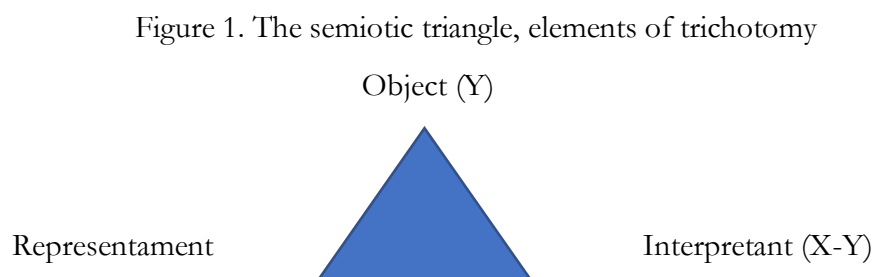 Figure 1. The semiotic triangle, elements of trichotomy
Object (Y)
Representament
Interpretant (X-Y)